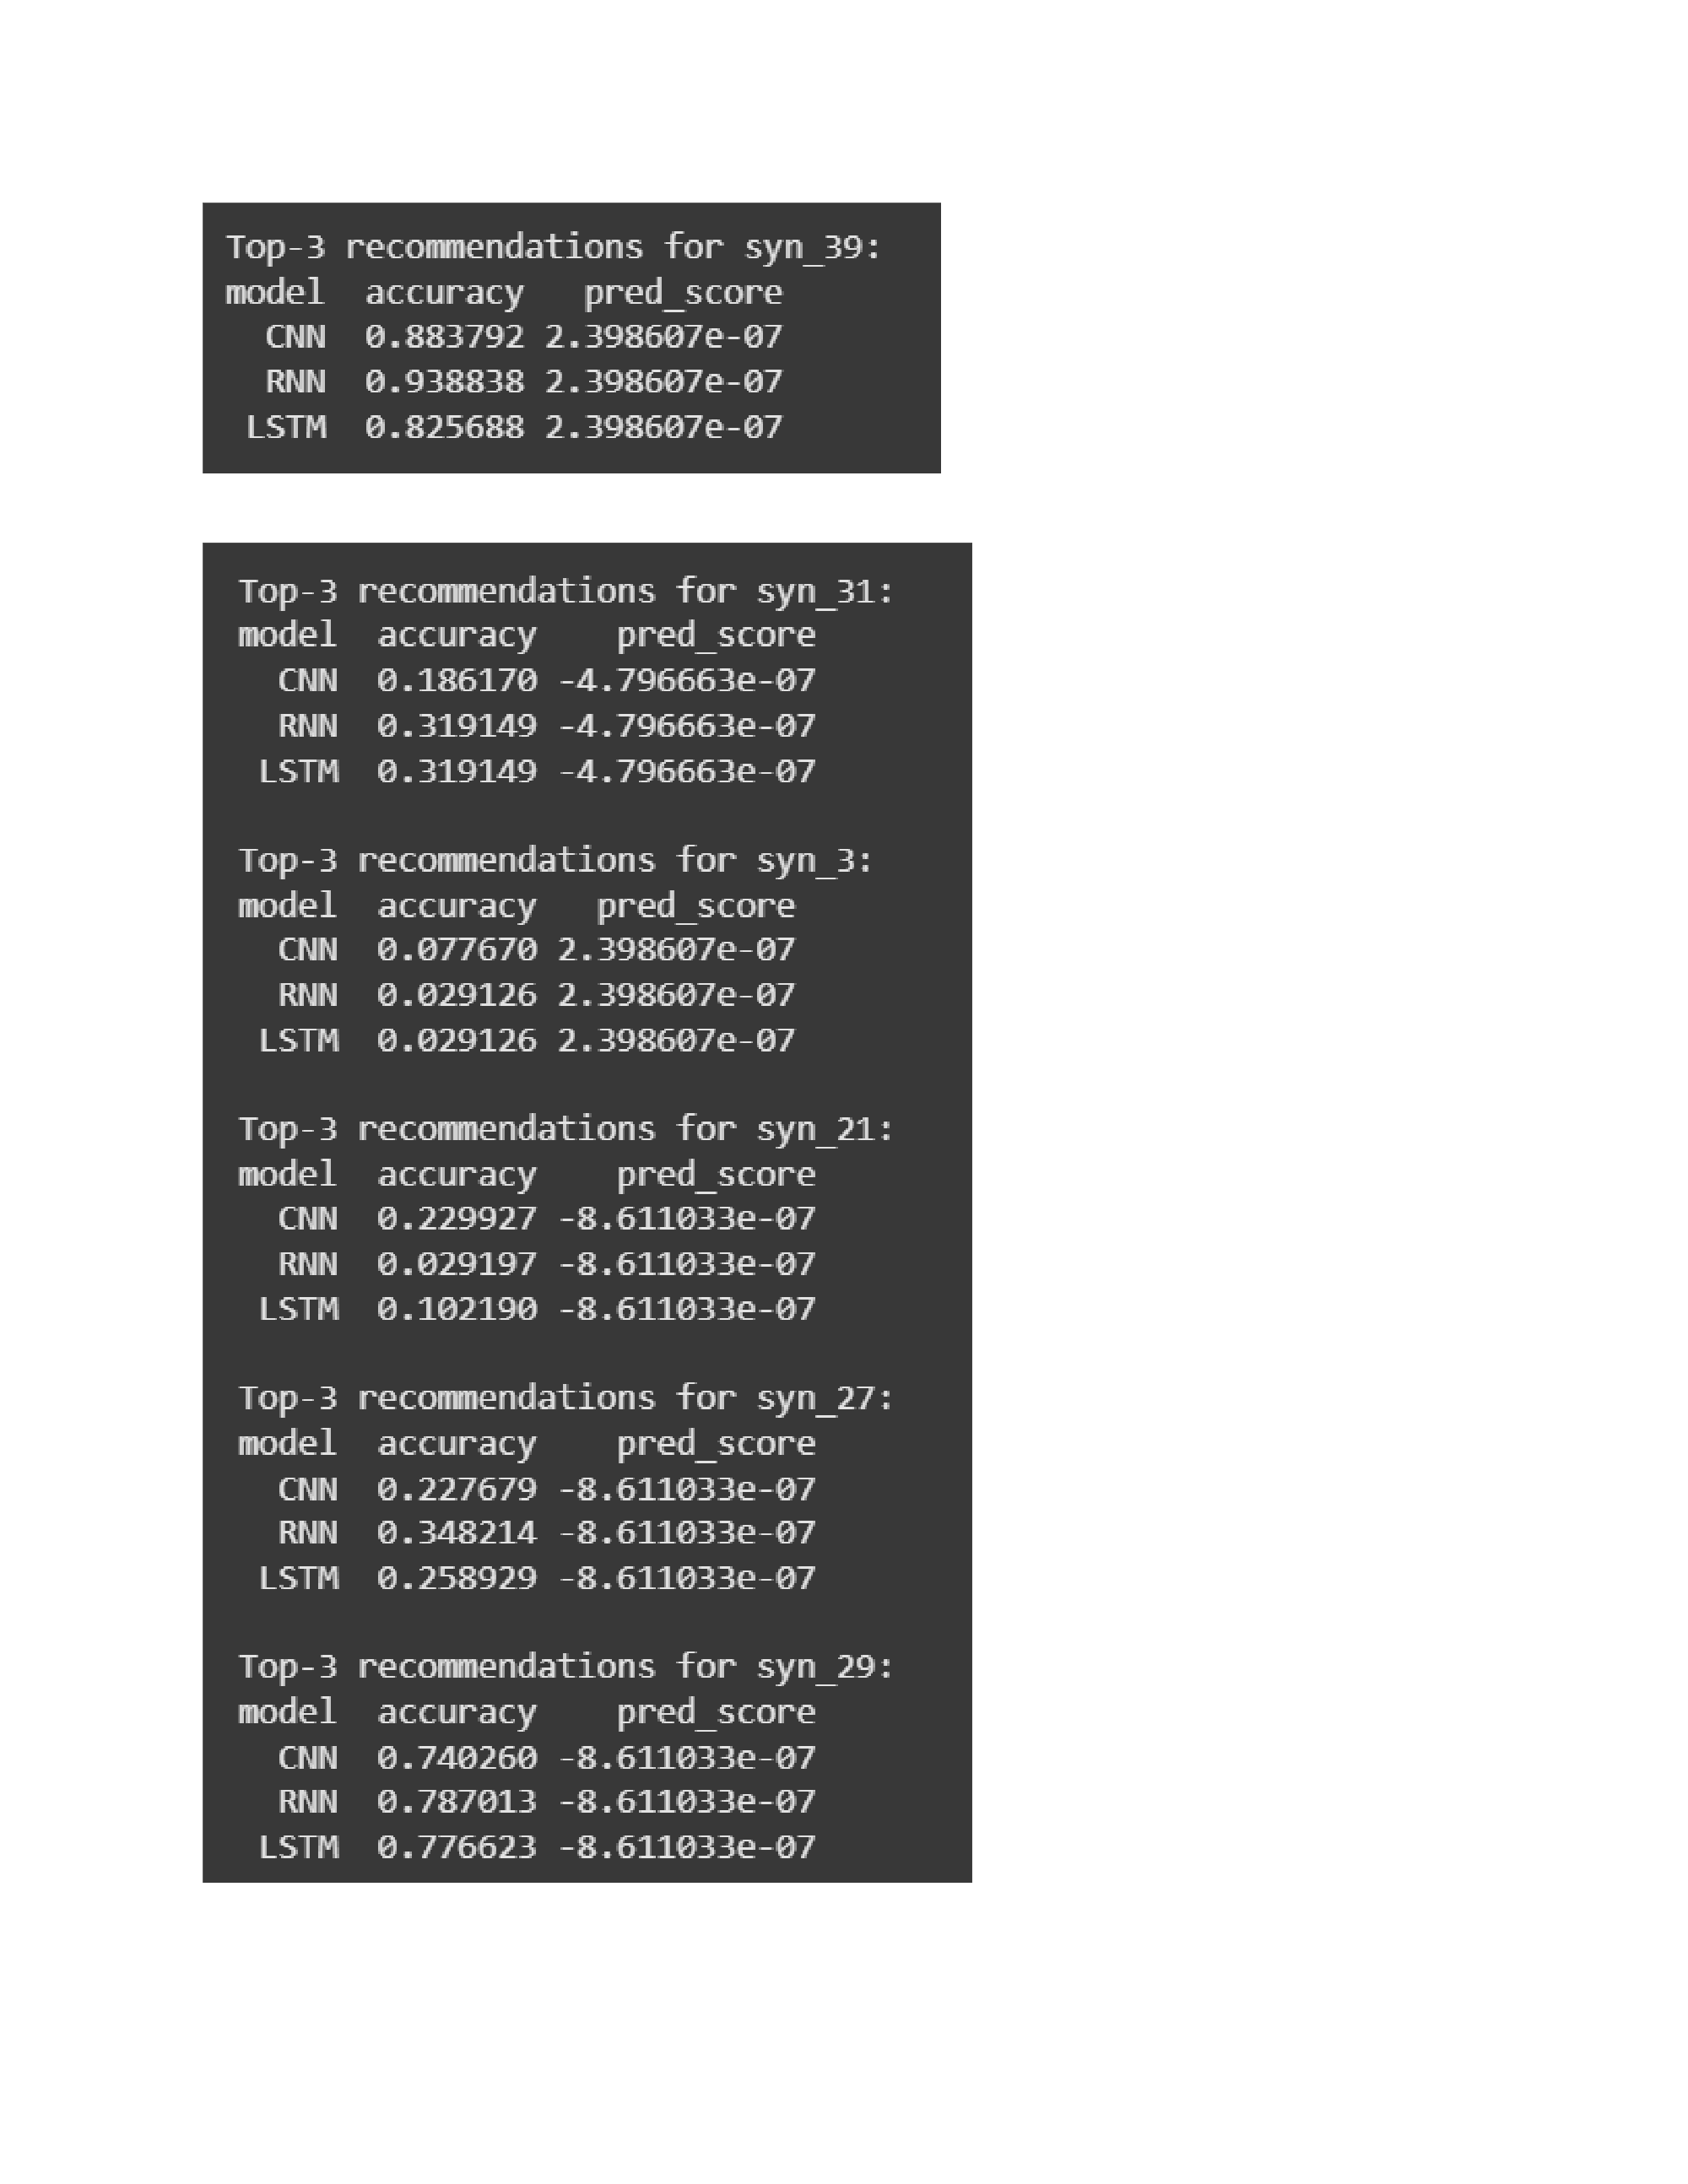 Top-3 recommendations for syn_39:
model accuracy pred_score
CNN 0.883792 2.398607e-07
RNN 0.938838 2.398607e-07
LSTM 0.825688 2.398607e-07
Top-3 recommendations for syn_31:
model accuracy pred_score
CNN 0.186170 -4.796663e-07
RNN 0.319149 -4.796663e-07
LSTM 0.319149 -4.796663e-07
Top-3 recommendations for syn_3:
model accuracy pred_score
CNN 0.077670 2.398607e-07
RNN 0.029126 2.398607e-07
LSTM 0.029126 2.398607e-07
Top-3 recommendations for syn_21:
model accuracy pred_score
CNN 0.229927 -8.611033e-07
RNN 0.029197 -8.611033e-07
LSTM 0.102190 -8.611033e-07
Top-3 recommendations for syn_27:
model accuracy pred_score
CNN 0.227679 -8.611033e-07
RNN 0.348214 -8.611033e-07
LSTM 0.258929 -8.611033e-07
Top-3 recommendations for syn_29:
model accuracy pred_score
CNN 0.740260 -8.611033e-07
RNN 0.787013 -8.611033e-07
LSTM 0.776623 -8.611033e-07